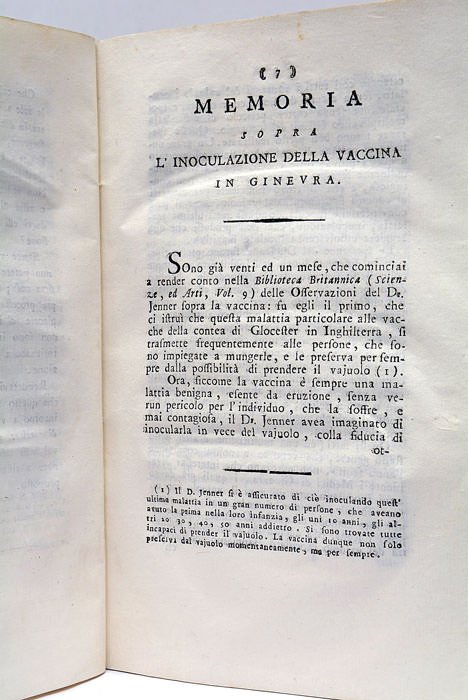 ( 7 )
MEMORIA
SOPRA
L' INOCULAZIONE DELLA VACCINA
IN GINEVRA.
Sono già venti ed un mese, che cominciai
a render conto nella Biblioteca Britannica (Scien-
ze, ed Arti, Vol. 9) delle Osservazioni del Dr.
Jenner sopra la vaccina: fu egli il primo, che
ci istruì che questa malattia particolare alle vac-
che della contea di Glocester in Inghilterra, si
trasmette frequentemente alle persone, che so-
no impiegate a mungerle, e le preserva per sem-
pre dalla possibilità di prendere il vajuolo (1).
Ora, siccome la vaccina è sempre una ma-
lattia benigna, esente da eruzione, senza ve-
run pericolo per l'individuo, che la soffre, e
mai contagiosa, il Dr. Jenner avea imaginato di
inocularla in vece del vajuolo, colla fiducia di
ot-
(1) Il D. Jenner si è assicurato di ciò inoculando quest'
ultima malattia in un gran numero di persone, che aveano
avuto la prima nella loro infanzia, gli uni 10 anni, gli al-
tri 20 30, 40, 50 anni addietro. Si sono trovate tutte
incapaci di prender il vajuolo. La vaccina dunque non solo
preserva dal vajuolo momentaneamente, ma per sempre.